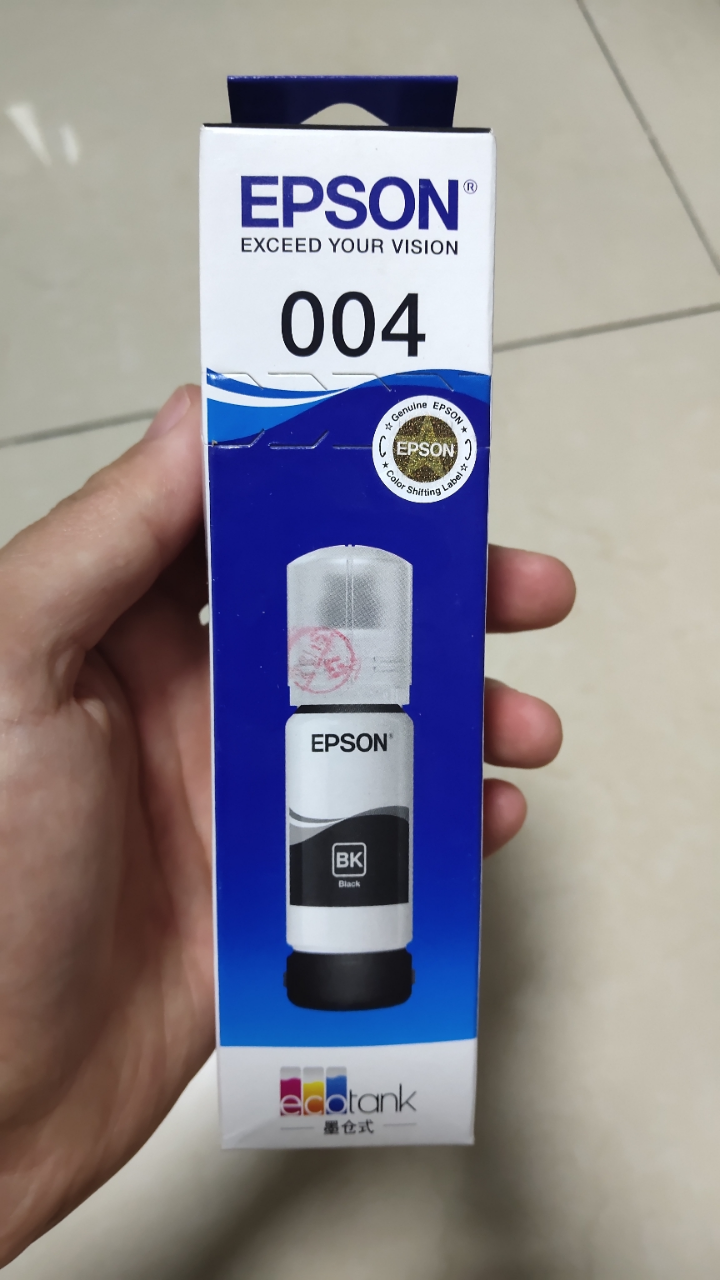 EPSON®
EXCEED YOUR VISION
004
Genuine EPSON
EPSON
Color Shifting Label
EPSON®
BK
Black
ecotank
墨仓式